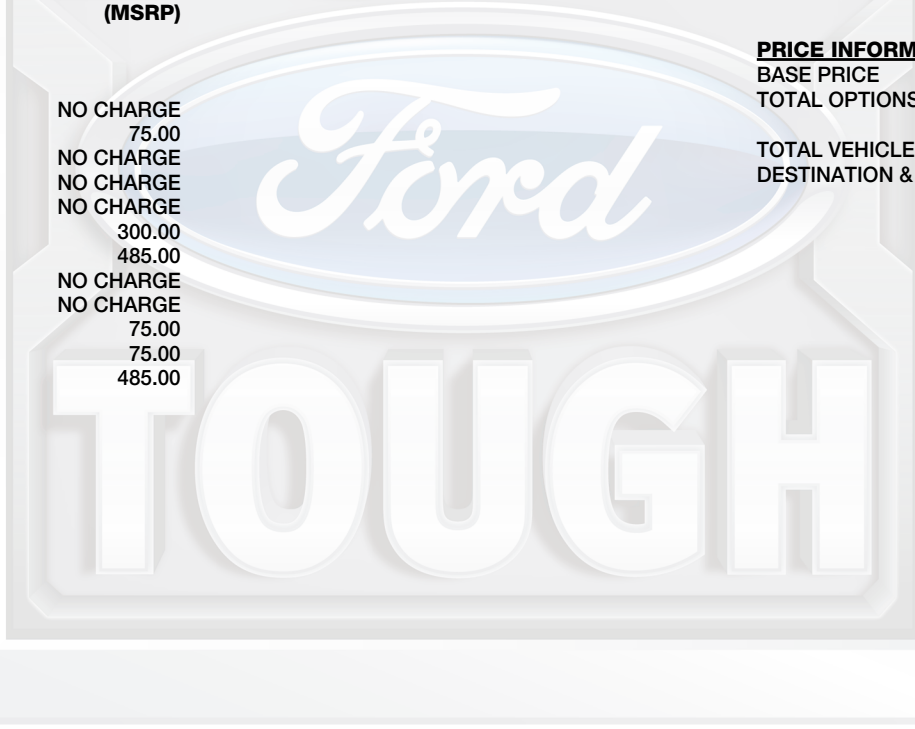 (MSRP)
NO CHARGE
75.00
NO CHARGE
NO CHARGE
NO CHARGE
300.00
485.00
NO CHARGE
NO CHARGE
75.00
75.00
485.00
PRICE INFORM
BASE PRICE
TOTAL OPTIONS
TOTAL VEHICLE
DESTINATION &
Ford
TOUGH